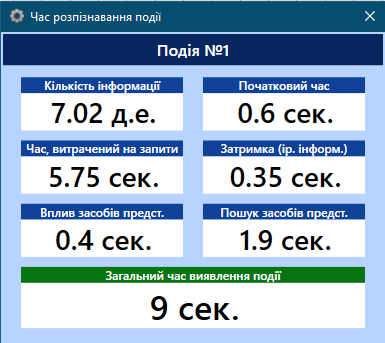 Час розпізнавання події
Подія №1
Кількість інформації
Початковий час
7.02 д.е.
0.6 сек.
Час, витрачений на запити
Затримка (ір. інформ.)
5.75 сек.
0.35 сек.
Вплив засобів предст.
Пошук засобів предст.
0.4 сек.
1.9 сек.
Загальний час виявлення події
9 сек.